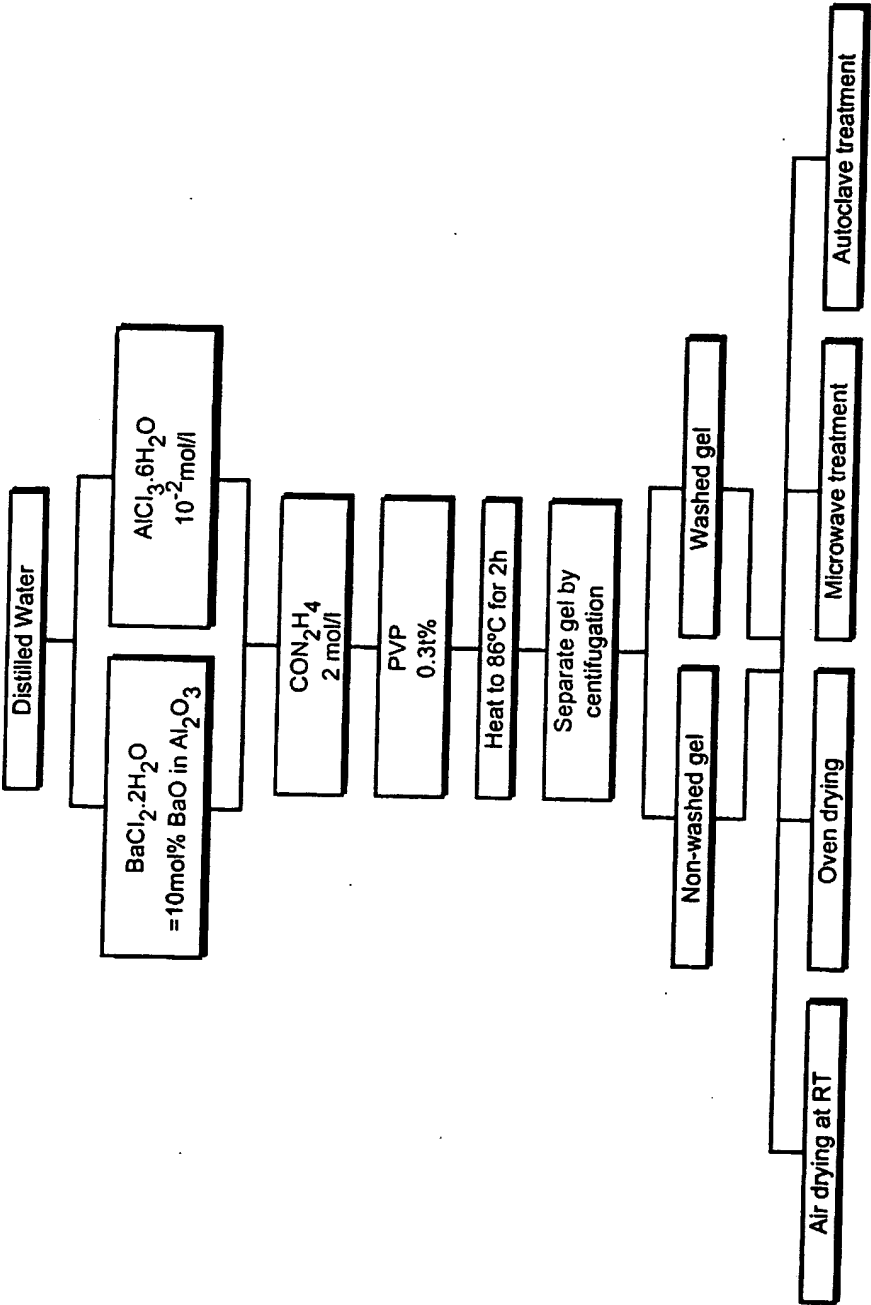 Distilled Water
BaCl2.2H2O
=10mol% BaO in Al2O3
AlCl3.6H2O
10-2mol/l
CON2H4
2 mol/l
PVP
0.3t%
Heat to 86ºC for 2h
Separate gel by
centifugation
Non-washed gel
Washed gel
Air drying at RT
Oven drying
Microwave treatment
Autoclave treatment